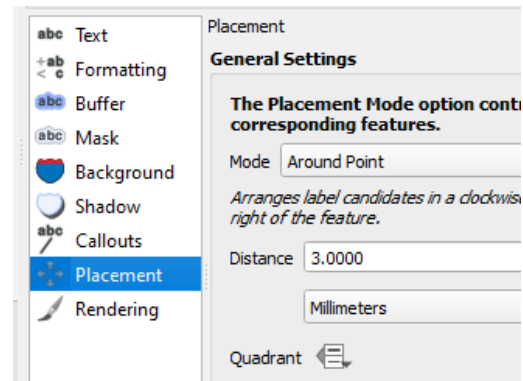 Text
Formatting
Buffer
Mask
Background
Shadow
Callouts
Placement
Rendering
Placement
General Settings
The Placement Mode option contr
corresponding features.
Mode Around Point
Arranges label candidates in a clockwise
right of the feature.
Distance 3.0000
Millimeters
Quadrant